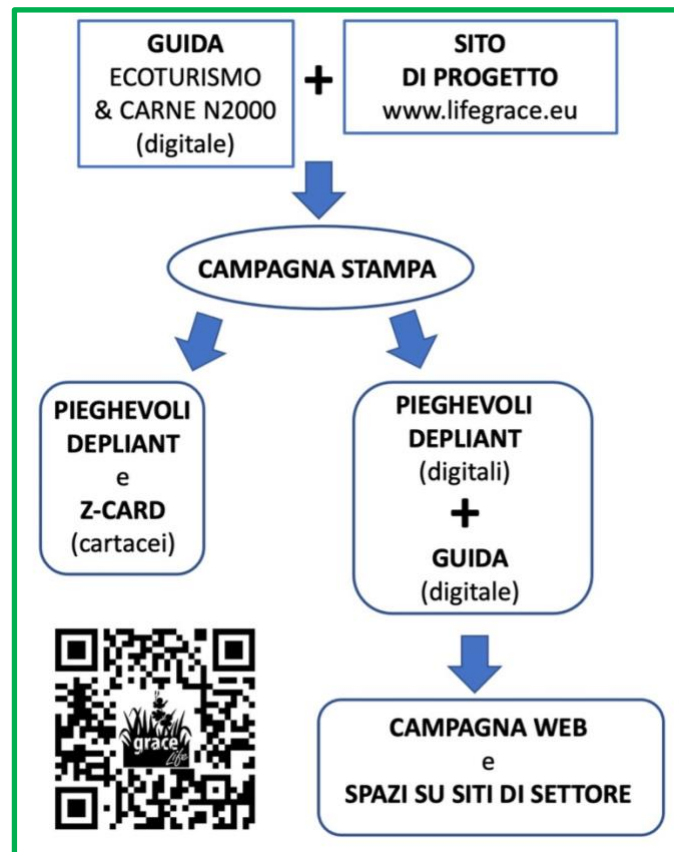 GUIDA
ECOTURISMO
& CARNE N2000
(digitale)
+
SITO
DI PROGETTO
www.lifegrace.eu
CAMPAGNA STAMPA
PIEGHEVOLI
DEPLIANT
e
Z-CARD
(cartacei)
PIEGHEVOLI
DEPLIANT
(digitali)
+
GUIDA
(digitale)
grace
Life
CAMPAGNA WEB
e
SPAZI SU SITI DI SETTORE